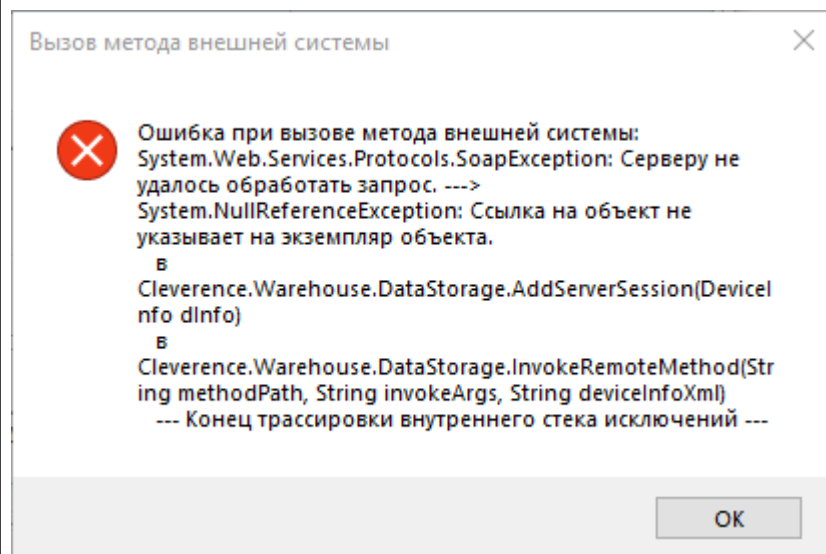 Вызов метода внешней системы
Ошибка при вызове метода внешней системы:
System.Web.Services.Protocols.SoapException: Серверу не
удалось обработать запрос. --->
System.NullReferenceException: Ссылка на объект не
указывает на экземпляр объекта.
в
Cleverence.Warehouse.DataStorage.AddServerSession(DeviceI
nfo dInfo)
в
Cleverence.Warehouse.DataStorage.InvokeRemoteMethod(Str
ing methodPath, String invokeArgs, String deviceInfoXml)
--- Конец трассировки внутреннего стека исключений ---
ОК